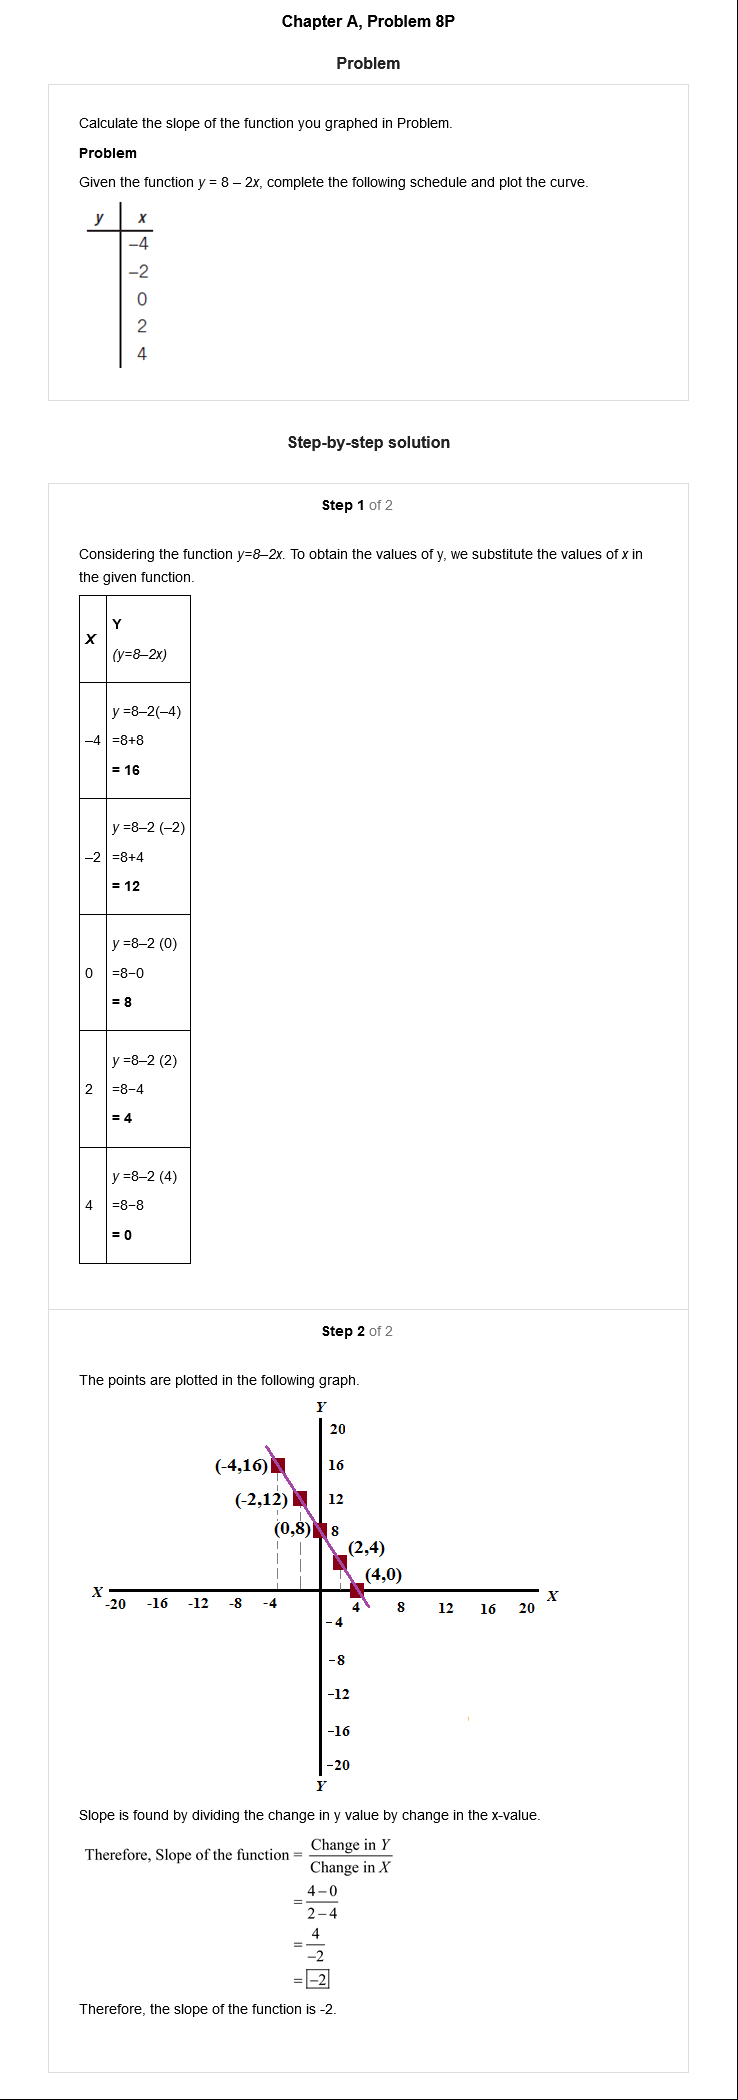 Chapter A, Problem 8P
Problem
Calculate the slope of the function you graphed in Problem.
Problem
Given the function y = 8 – 2x, complete the following schedule and plot the curve.
y x
–4
–2
0
2
4
Step-by-step solution
Step 1 of 2
Considering the function y=8–2x. To obtain the values of y, we substitute the values of x in
the given function.
X
Y
(y=8–2x)
–4
y =8–2(–4)
=8+8
= 16
–2
y =8–2 (–2)
=8+4
= 12
0
y =8–2 (0)
=8–0
= 8
2
y =8–2 (2)
=8–4
= 4
4
y =8–2 (4)
=8–8
= 0
Step 2 of 2
The points are plotted in the following graph.
Y
20
(-4,16) 16
(-2,12) 12
(0,8) 8
(2,4)
(4,0)
X X
-20 -16 -12 -8 -4 4 8 12 16 20
-4
-8
-12
-16
-20
Y
Slope is found by dividing the change in y value by change in the x-value.
Therefore, Slope of the function = Change in Y
Change in X
= 4 – 0
2 – 4
= 4
–2
= –2
Therefore, the slope of the function is -2.